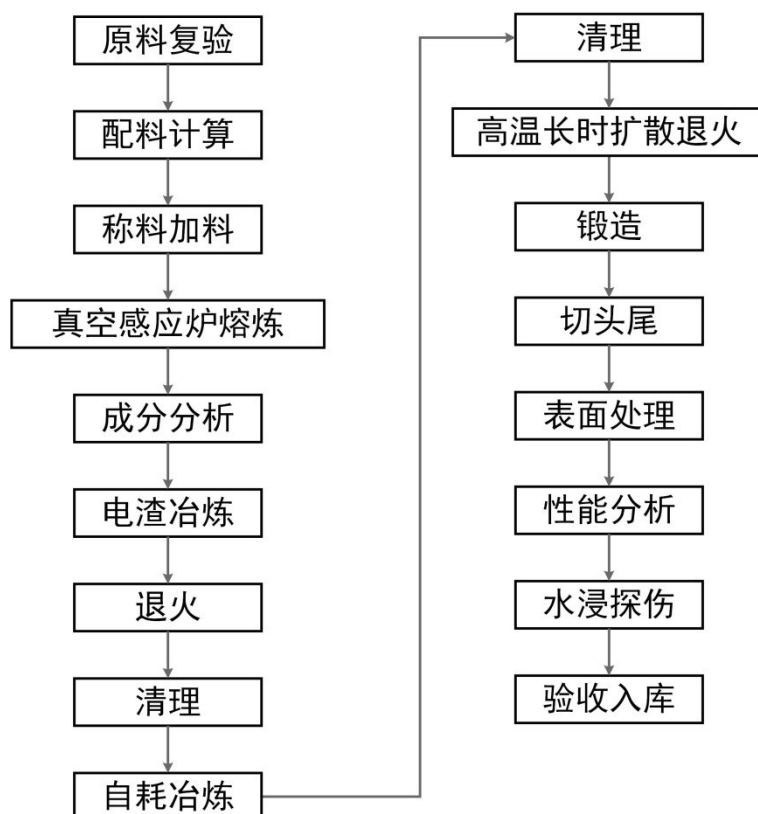 原料复验
配料计算
称料加料
真空感应炉熔炼
成分分析
电渣冶炼
退火
清理
自耗冶炼
清理
高温长时扩散退火
锻造
切头尾
表面处理
性能分析
水浸探伤
验收入库